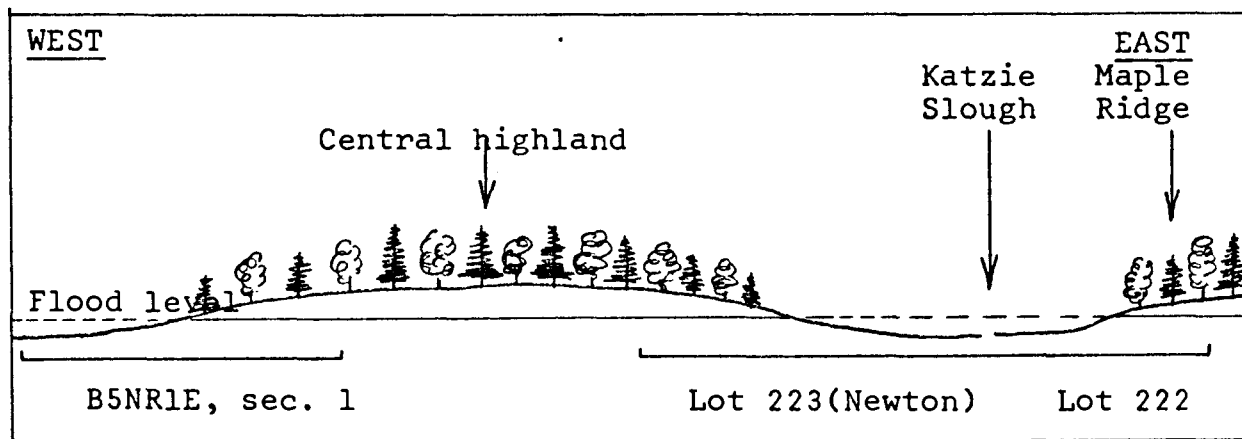 WEST
EAST
Katzie
Slough
Maple
Ridge
Central highland
Flood level
B5NR1E, sec. 1
Lot 223(Newton)
Lot 222